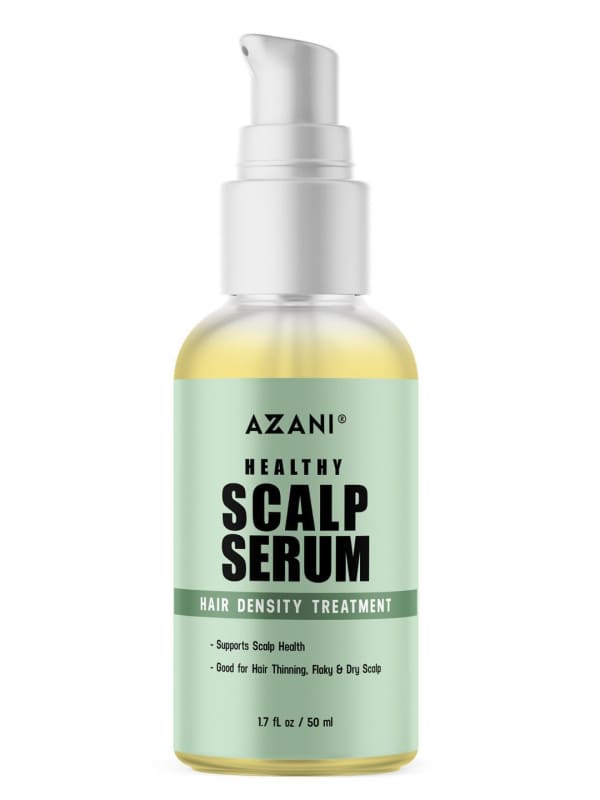 AZANI®
HEALTHY
SCALP
SERUM
HAIR DENSITY TREATMENT
- Supports Scalp Health
- Good for Hair Thinning, Flaky & Dry Scalp
1.7 fl oz / 50 ml